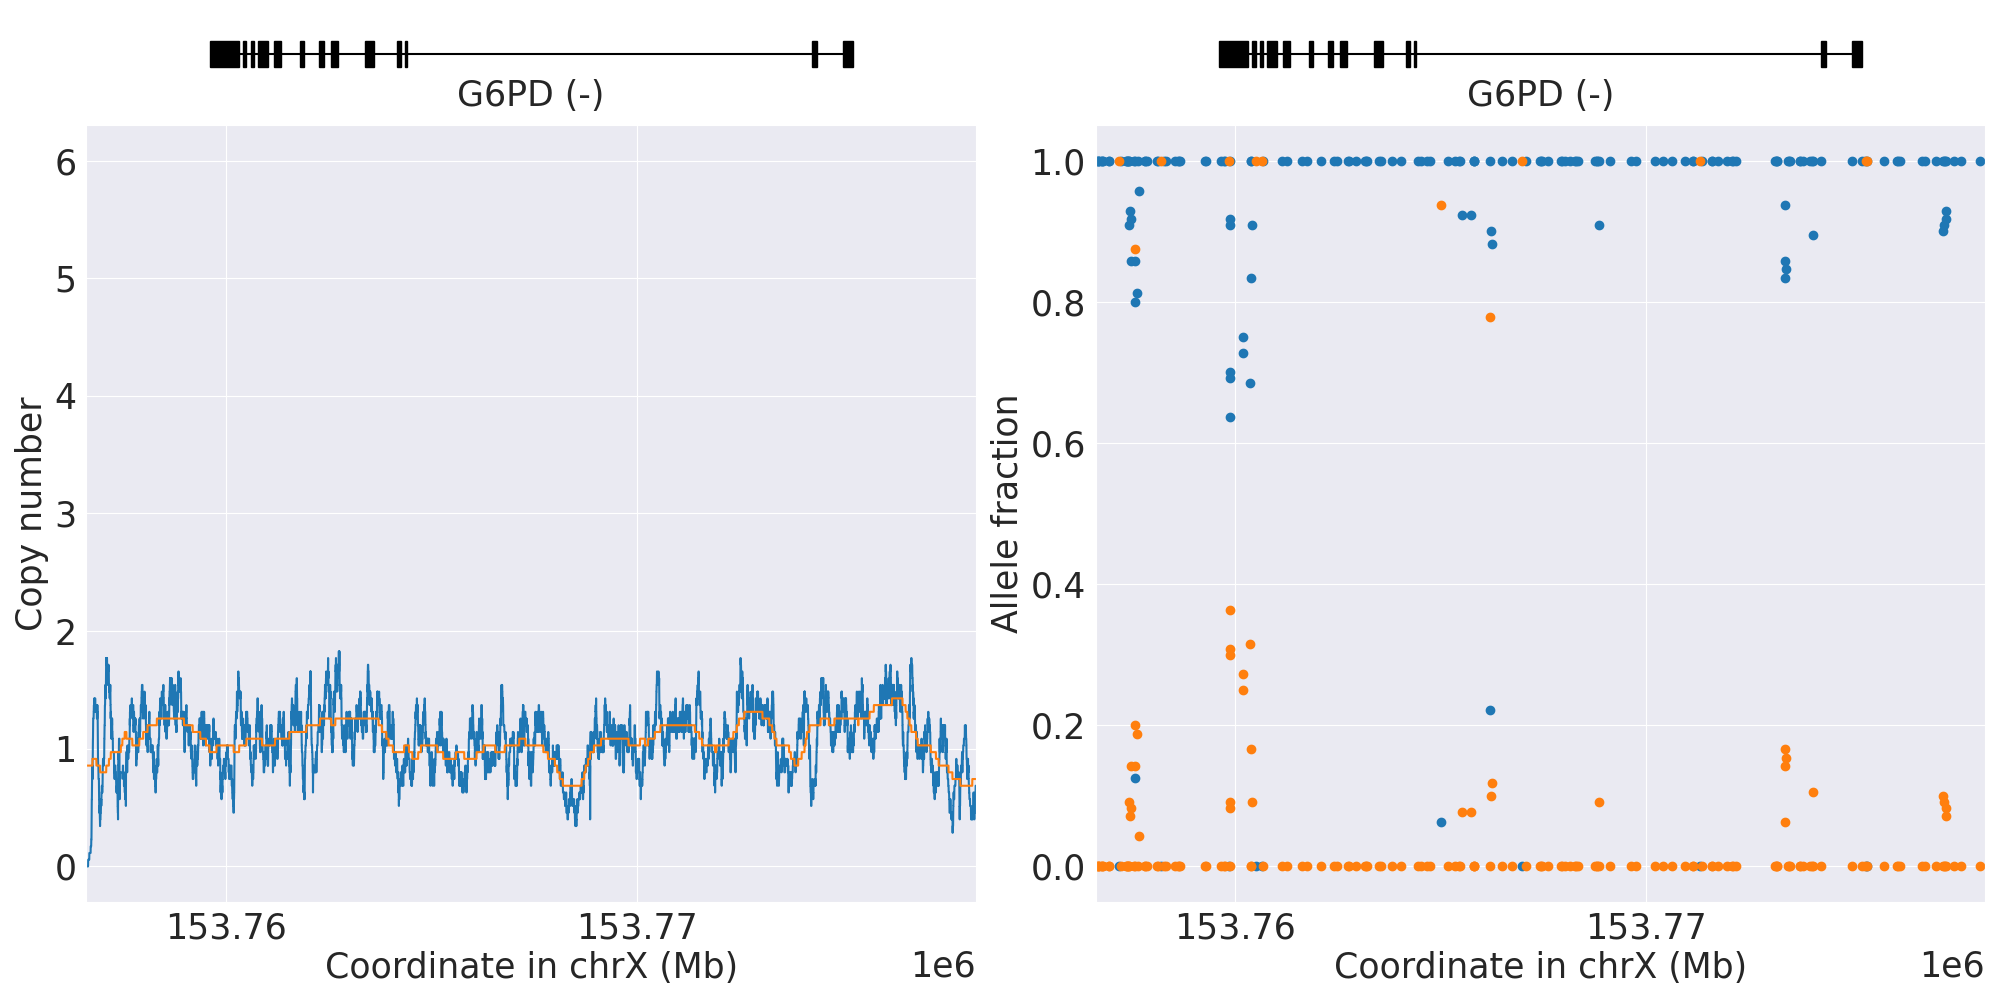 G6PD (-)
6
5
4
3
2
1
0
Copy number
153.76
153.77
Coordinate in chrX (Mb)
1e6
G6PD (-)
1.0
0.8
0.6
0.4
0.2
0.0
Allele fraction
153.76
153.77
Coordinate in chrX (Mb)
1e6